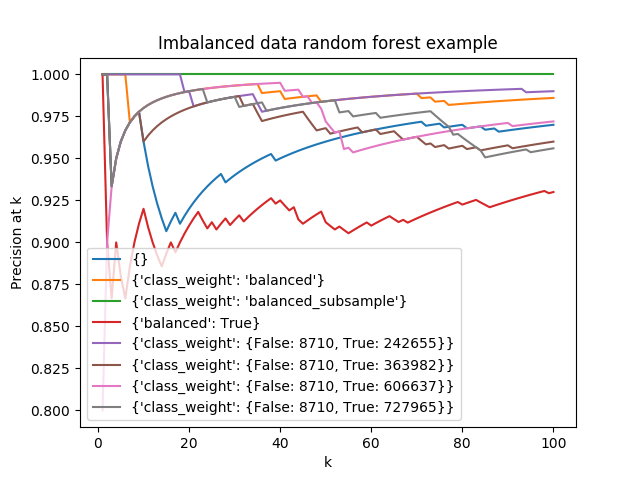 Imbalanced data random forest example
Precision at k
1.000
0.975
0.950
0.925
0.900
0.875
0.850
0.825
0.800
{}
{'class_weight': 'balanced'}
{'class_weight': 'balanced_subsample'}
{'balanced': True}
{'class_weight': {False: 8710, True: 242655}}
{'class_weight': {False: 8710, True: 363982}}
{'class_weight': {False: 8710, True: 606637}}
{'class_weight': {False: 8710, True: 727965}}
0 20 40 60 80 100
k